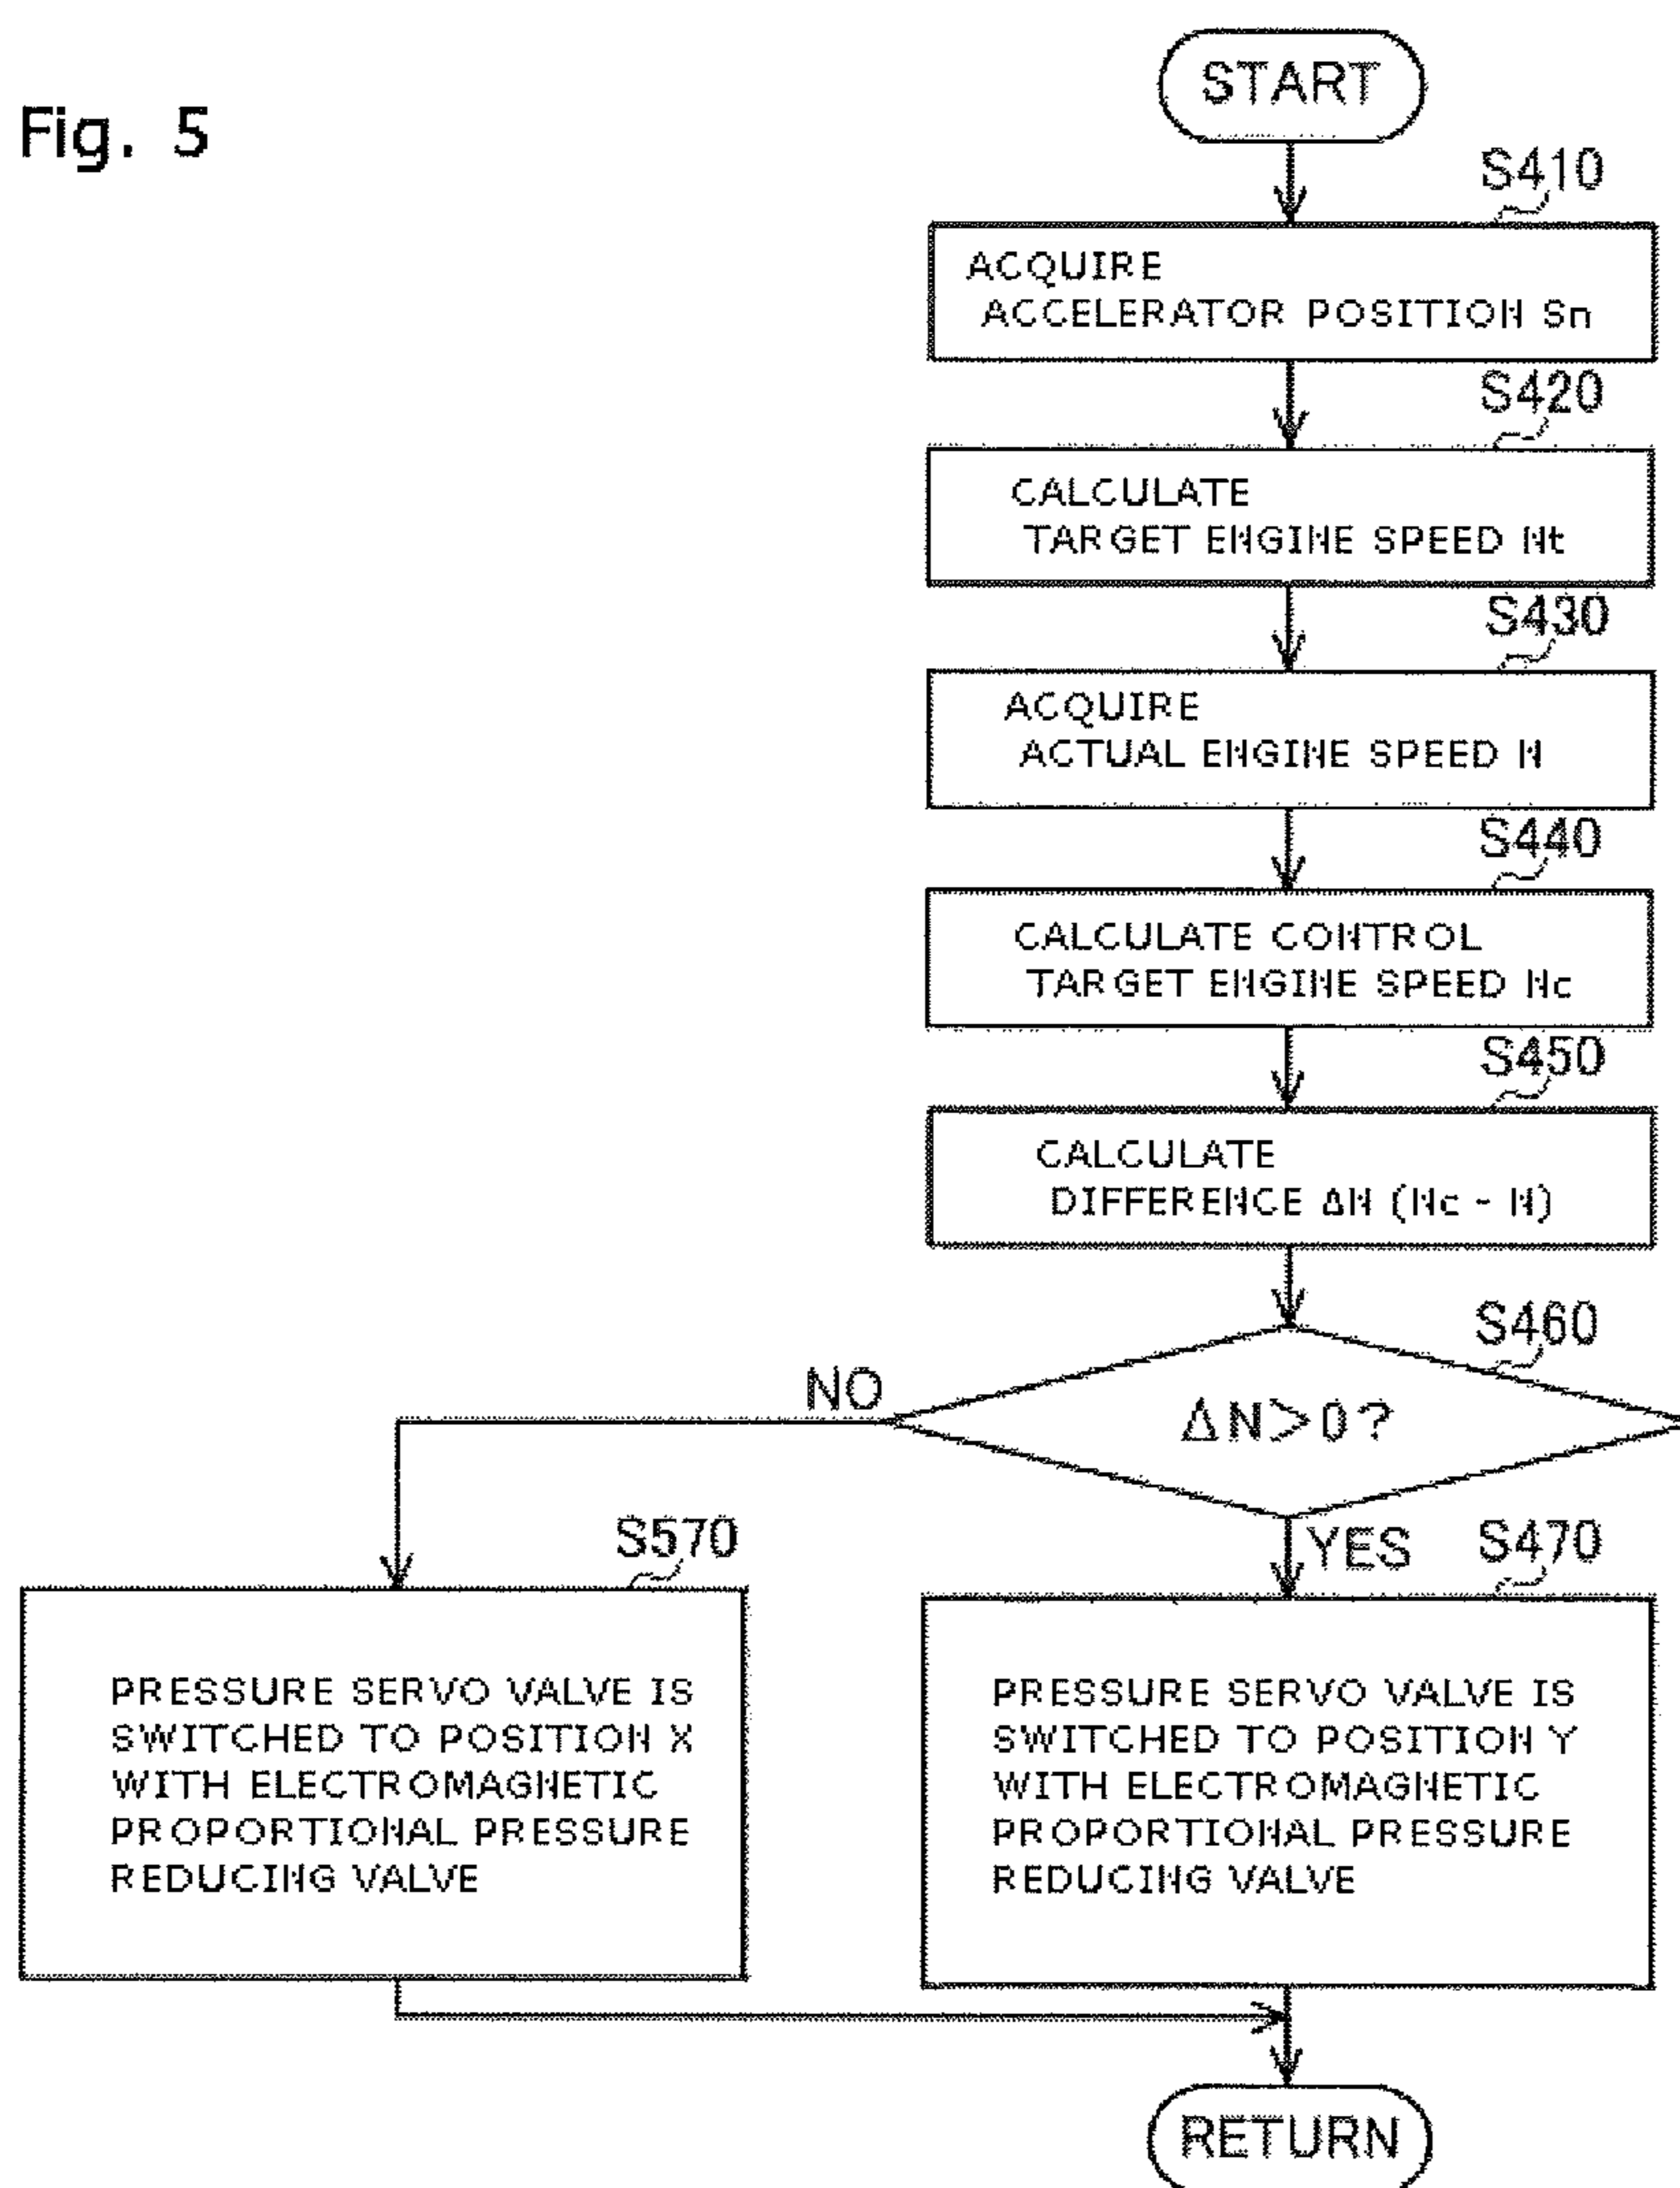 Fig. 5
START
S410
ACQUIRE
ACCELERATOR POSITION Sn
S420
CALCULATE
TARGET ENGINE SPEED Nt
S430
ACQUIRE
ACTUAL ENGINE SPEED N
S440
CALCULATE CONTROL
TARGET ENGINE SPEED Nc
S450
CALCULATE
DIFFERENCE ΔN (Nc - N)
S460
ΔN>0?
NO
YES
S570
PRESSURE SERVO VALVE IS
SWITCHED TO POSITION X
WITH ELECTROMAGNETIC
PROPORTIONAL PRESSURE
REDUCING VALVE
S470
PRESSURE SERVO VALVE IS
SWITCHED TO POSITION Y
WITH ELECTROMAGNETIC
PROPORTIONAL PRESSURE
REDUCING VALVE
RETURN